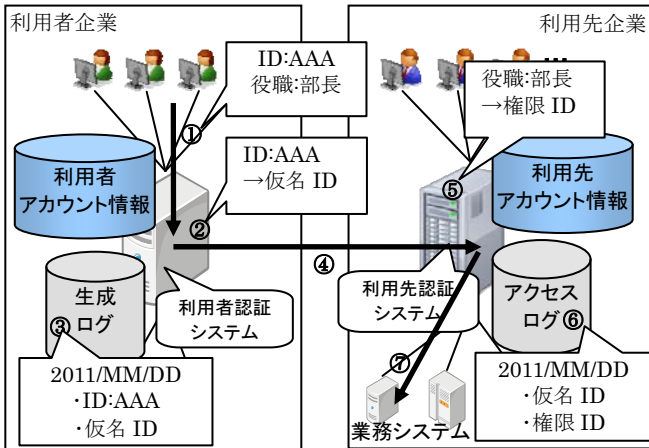 利用者企業
ID:AAA
役職:部長
①
ID:AAA
→仮名 ID
②
利用者
アカウント情報
生成
ログ
③
利用者認証
システム
2011/MM/DD
・ID:AAA
・仮名 ID
④
利用先企業
役職:部長
→権限 ID
⑤
利用先
アカウント情報
利用先認証
システム
アクセス
ログ
⑥
⑦
2011/MM/DD
・仮名 ID
・権限 ID
業務システム